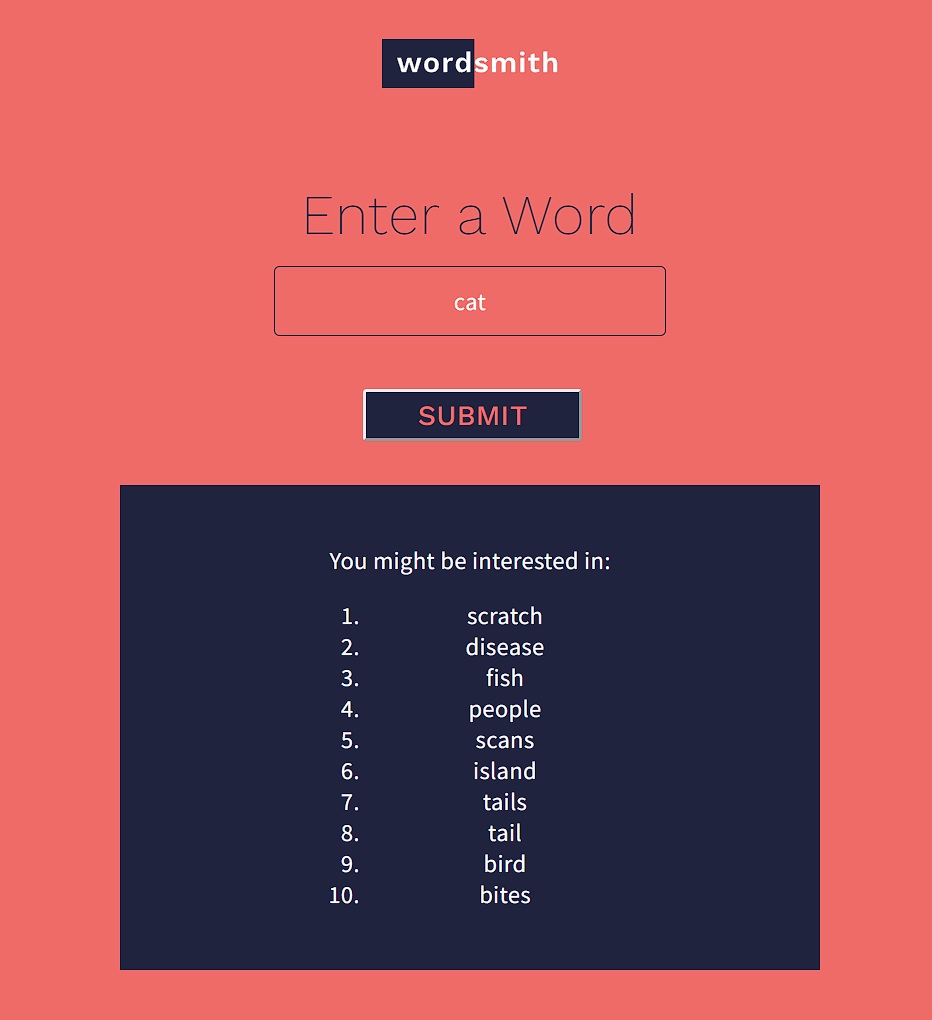 wordsmith
Enter a Word
cat
SUBMIT
You might be interested in:
1. scratch
2. disease
3. fish
4. people
5. scans
6. island
7. tails
8. tail
9. bird
10. bites